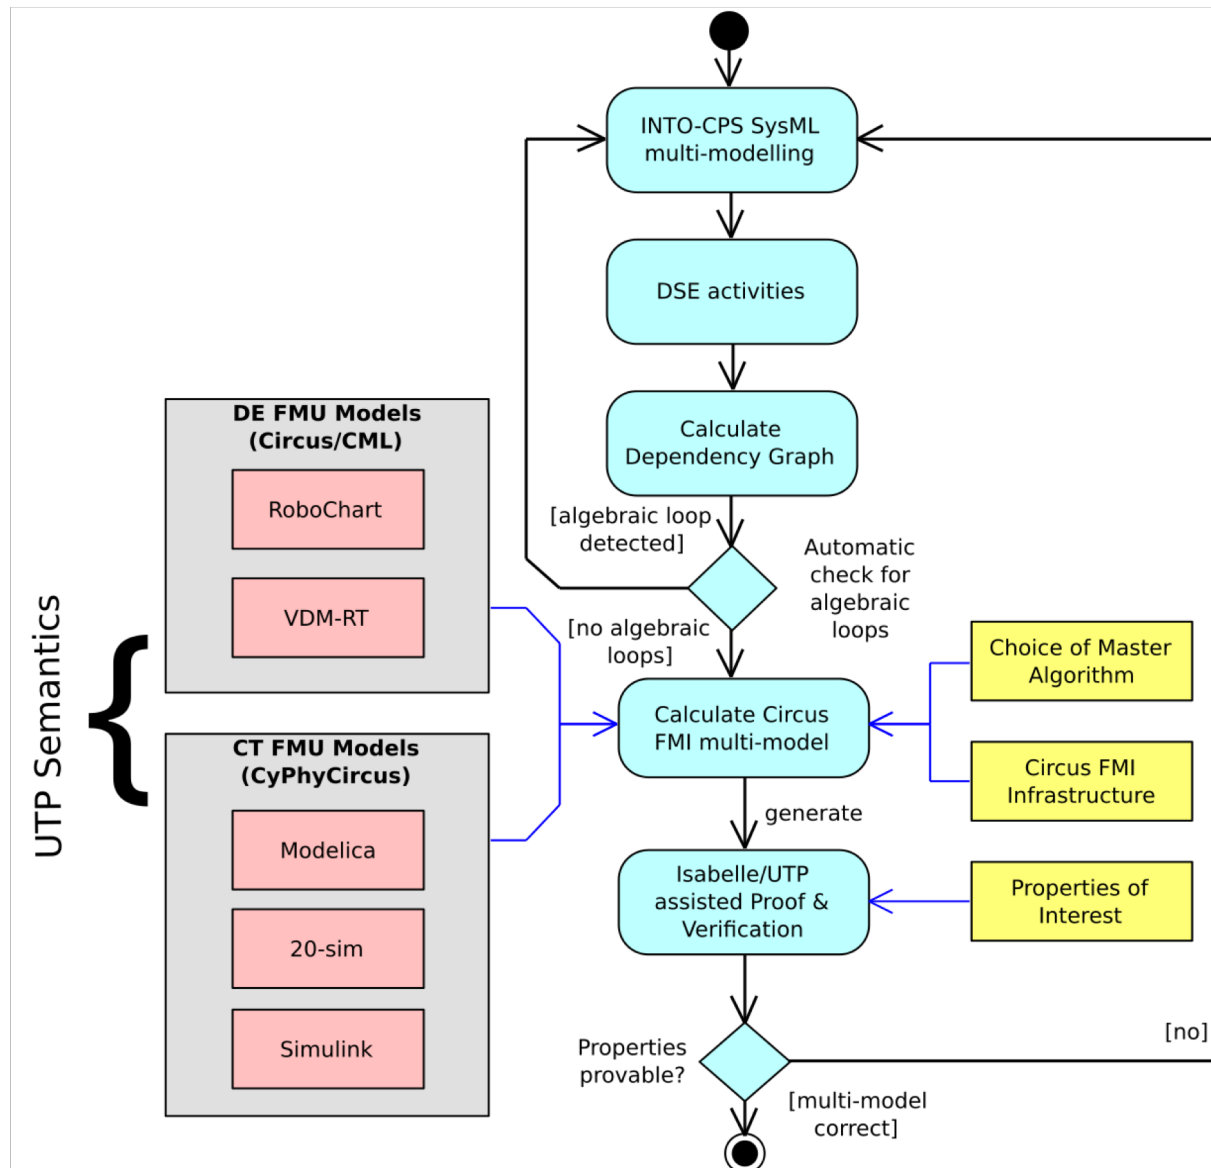 INTO-CPS SysML
multi-modelling
DSE activities
Calculate
Dependency Graph
[algebraic loop
detected]
Automatic
check for
algebraic
loops
[no algebraic
loops]
DE FMU Models
(Circus/CML)
RoboChart
VDM-RT
UTP Semantics
{
CT FMU Models
(CyPhyCircus)
Modelica
20-sim
Simulink
Calculate Circus
FMI multi-model
Choice of Master
Algorithm
Circus FMI
Infrastructure
generate
Isabelle/UTP
assisted Proof &
Verification
Properties of
Interest
Properties
provable?
[no]
[multi-model
correct]